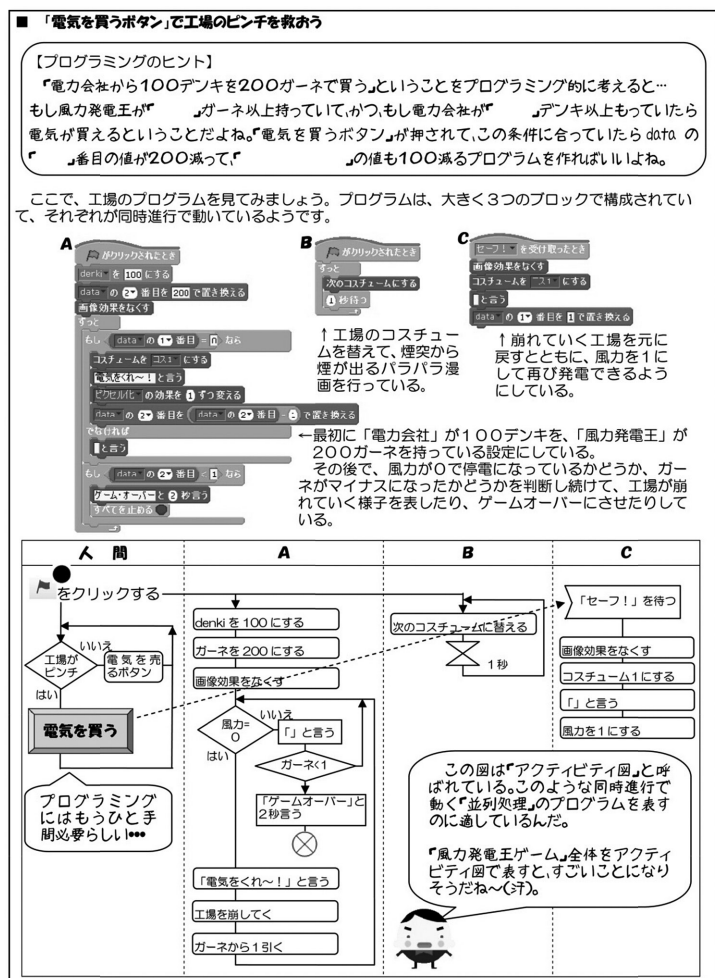 ■ 「電気を買うボタン」で工場のピンチを救おう
【プログラミングのヒント】
「電力会社から100デンキを200ガーネで買う」ということをプログラミング的に考えると…
もし風力発電王が「　　　」ガーネ以上持っていて、かつ、もし電力会社が「　　　」デンキ以上もっていたら
電気が買えるということだよね。「電気を買うボタン」が押されて、この条件に合っていたら data の
「　　」番目の値が200減って、「　　　　　　」の値も100減るプログラムを作ればいいよね。
ここで、工場のプログラムを見てみましょう。プログラムは、大きく3つのブロックで構成されてい
て、それぞれが同時進行で動いているようです。
A
がクリックされたとき
derki を 100 にする
data の 2 番目を 200 で置き換える
画像効果をなくす
ずっと
もし data の 1 番目 = 0 なら
コスチュームを コス1 にする
電気をくれ～！ と言う
ピクセル化 の効果を 1 ずつ変える
data の 2 番目を data の 2 番目 - で置き換える
でなければ
と言う
もし data の 2 番目 < 1 なら
ゲーム・オーバー と 2 秒言う
すべてを止める
B
がクリックされたとき
ずっと
次のコスチュームにする
1 秒待つ
↑工場のコスチュー
ムを替えて、煙突から
煙が出るパラパラ漫
画を行っている。
C
セーフ！ を受け取ったとき
画像効果をなくす
コスチュームを コス1 にする
と言う
data の 1 番目を 1 で置き換える
↑崩れていく工場を元に
戻すとともに、風力を1に
して再び発電できるよう
にしている。
←最初に「電力会社」が100デンキを、「風力発電王」が
200ガーネを持っている設定にしている。
その後で、風力が0で停電になっているかどうか、ガー
ネがマイナスになったかどうかを判断し続けて、工場が崩
れていく様子を表したり、ゲームオーバーにさせたりして
いる。
人 間
A
B
C
をクリックする
工場が
ピンチ
いいえ
はい
電気を売
るボタン
電気を買う
プログラミング
にはもうひと手
間必要らしい…
denki を 100 にする
ガーネを 200 にする
画像効果をなくす
風力=
0
いいえ
はい
「」と言う
ガーネ<1
「ゲームオーバー」と
2秒言う
「電気をくれ～！」と言う
工場を崩してく
ガーネから1引く
次のコスチュームに替える
1秒
「セーフ！」を待つ
画像効果をなくす
コスチューム1にする
「」と言う
風力を1にする
この図は「アクティビティ図」と呼
ばれている。このような同時進行で
動く「並列処理」のプログラムを表す
のに適しているんだ。
「風力発電王ゲーム」全体をアクティ
ビティ図で表すと、すごいことになり
そうだね～(汗)。